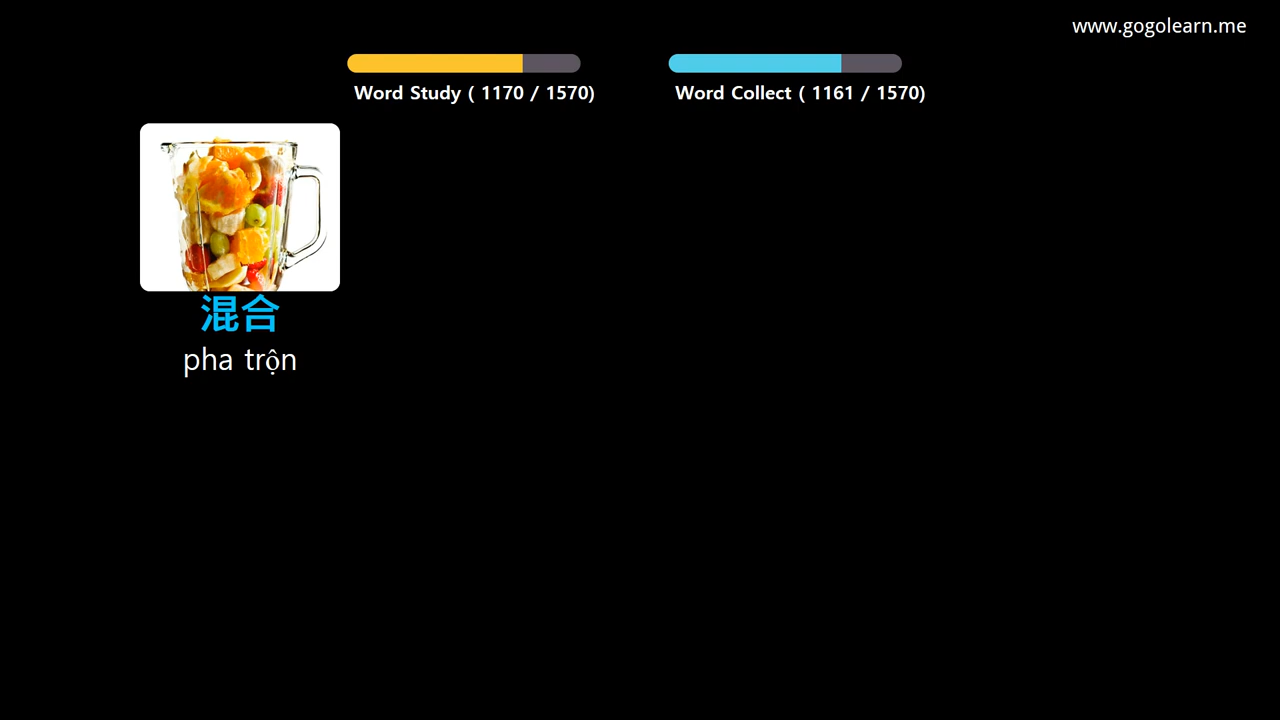 www.gogolearn.me
Word Study ( 1170 / 1570)
Word Collect ( 1161 / 1570)
混合
pha trộn